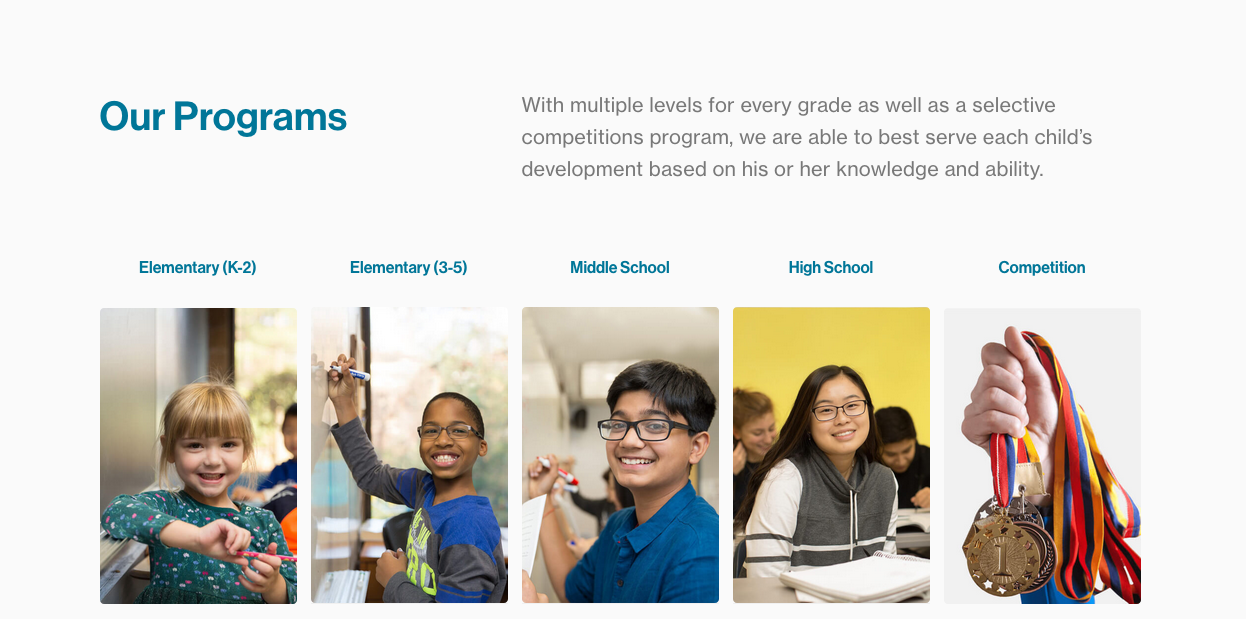 Our Programs
With multiple levels for every grade as well as a selective
competitions program, we are able to best serve each child's
development based on his or her knowledge and ability.
Elementary (K-2)
Elementary (3-5)
Middle School
High School
Competition
1